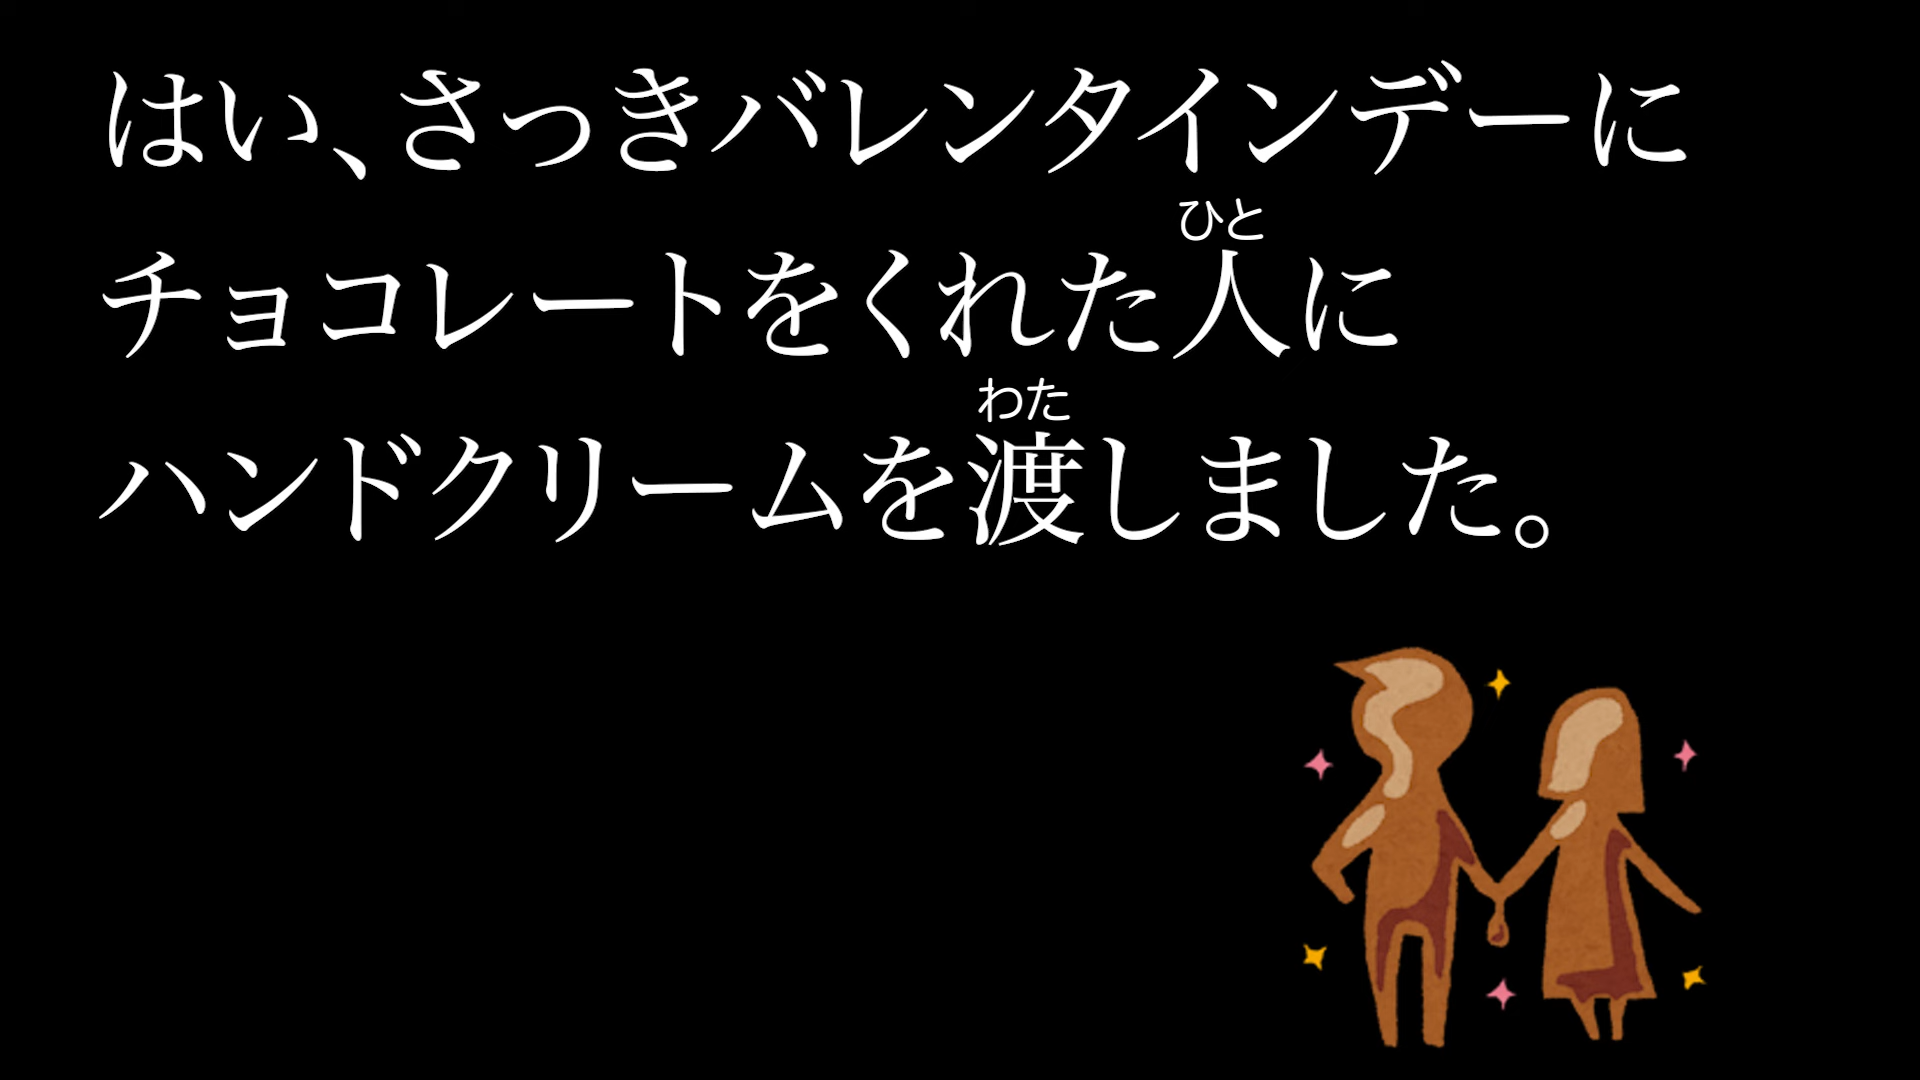 はい、さっきバレンタインデーに
ひと
チョコレートをくれた人に
わた
ハンドクリームを渡しました。